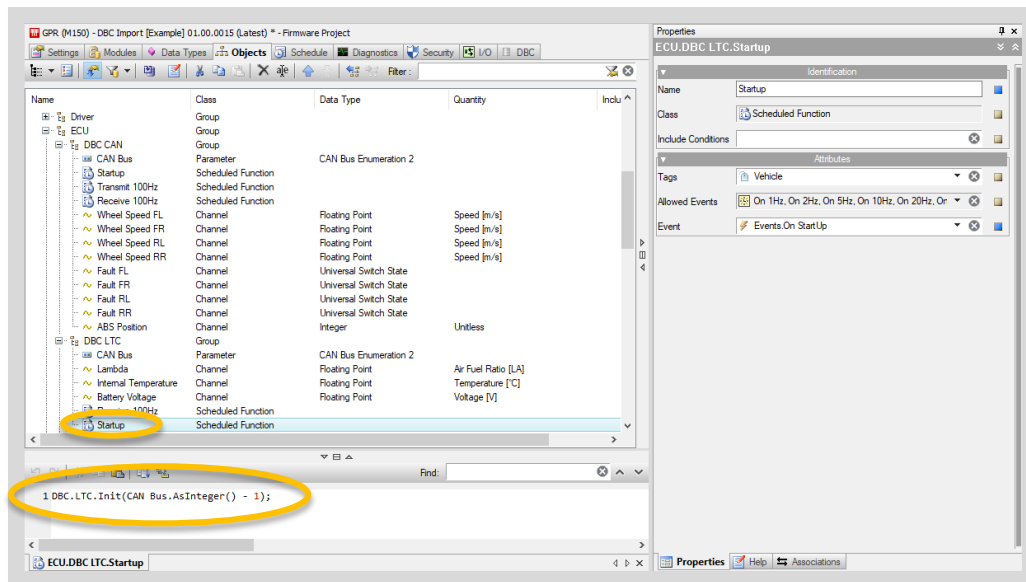 GPR (M150) - DBC Import [Example] 01.00.0015 (Latest) * - Firmware Project
Settings Modules Data Types Objects Schedule Diagnostics Security I/O DBC
Filter :
Name Class Data Type Quantity Inclu
Driver Group
ECU Group
DBC CAN Group
CAN Bus Parameter CAN Bus Enumeration 2
Startup Scheduled Function
Transmit 100Hz Scheduled Function
Receive 100Hz Scheduled Function
Wheel Speed FL Channel Floating Point Speed [m/s]
Wheel Speed FR Channel Floating Point Speed [m/s]
Wheel Speed RL Channel Floating Point Speed [m/s]
Wheel Speed RR Channel Floating Point Speed [m/s]
Fault FL Channel Universal Switch State
Fault FR Channel Universal Switch State
Fault RL Channel Universal Switch State
Fault RR Channel Universal Switch State
ABS Position Channel Integer Unitless
DBC LTC Group
CAN Bus Parameter CAN Bus Enumeration 2
Lambda Channel Floating Point Air Fuel Ratio [LA]
Internal Temperature Channel Floating Point Temperature [°C]
Battery Voltage Channel Floating Point Voltage [V]
Receive 100Hz Scheduled Function
Startup Scheduled Function
Find:
1 DBC.LTC.Init(CAN Bus.AsInteger() - 1);
ECU.DBC LTC.Startup
Properties
ECU.DBC LTC.Startup
Identification
Name Startup
Class Scheduled Function
Include Conditions
Attributes
Tags Vehicle
Allowed Events On 1Hz, On 2Hz, On 5Hz, On 10Hz, On 20Hz, On
Event Events.On StartUp
Properties Help Associations